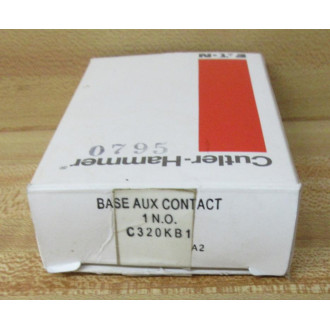 E·T·N
Cutler-Hammer®
0795
BASE AUX CONTACT
1 N.O.
C320KB1
A2